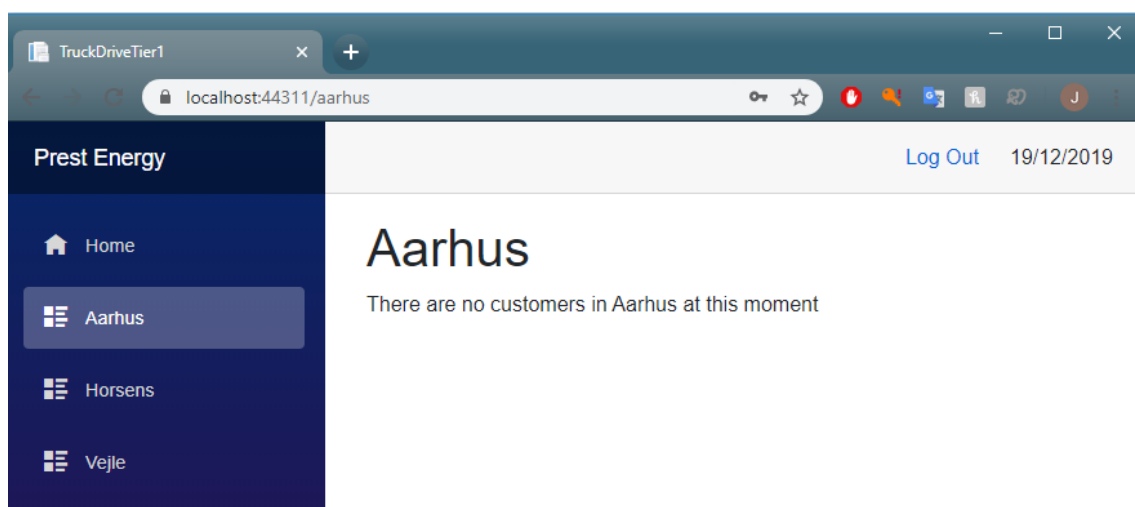 TruckDriveTier1
localhost:44311/aarhus
J
Prest Energy
Log Out 19/12/2019
Home
Aarhus
Aarhus
There are no customers in Aarhus at this moment
Horsens
Vejle